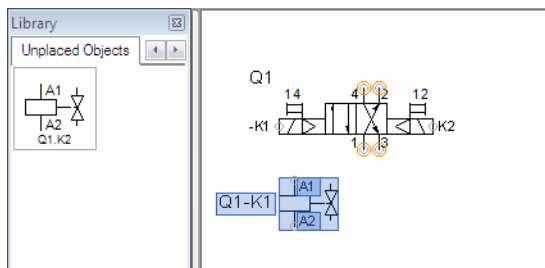 Library
Unplaced Objects
A1
A2
Q1.K2
Q1
14 4 2 12
-K1 K2
1 3
Q1-K1 A1
A2